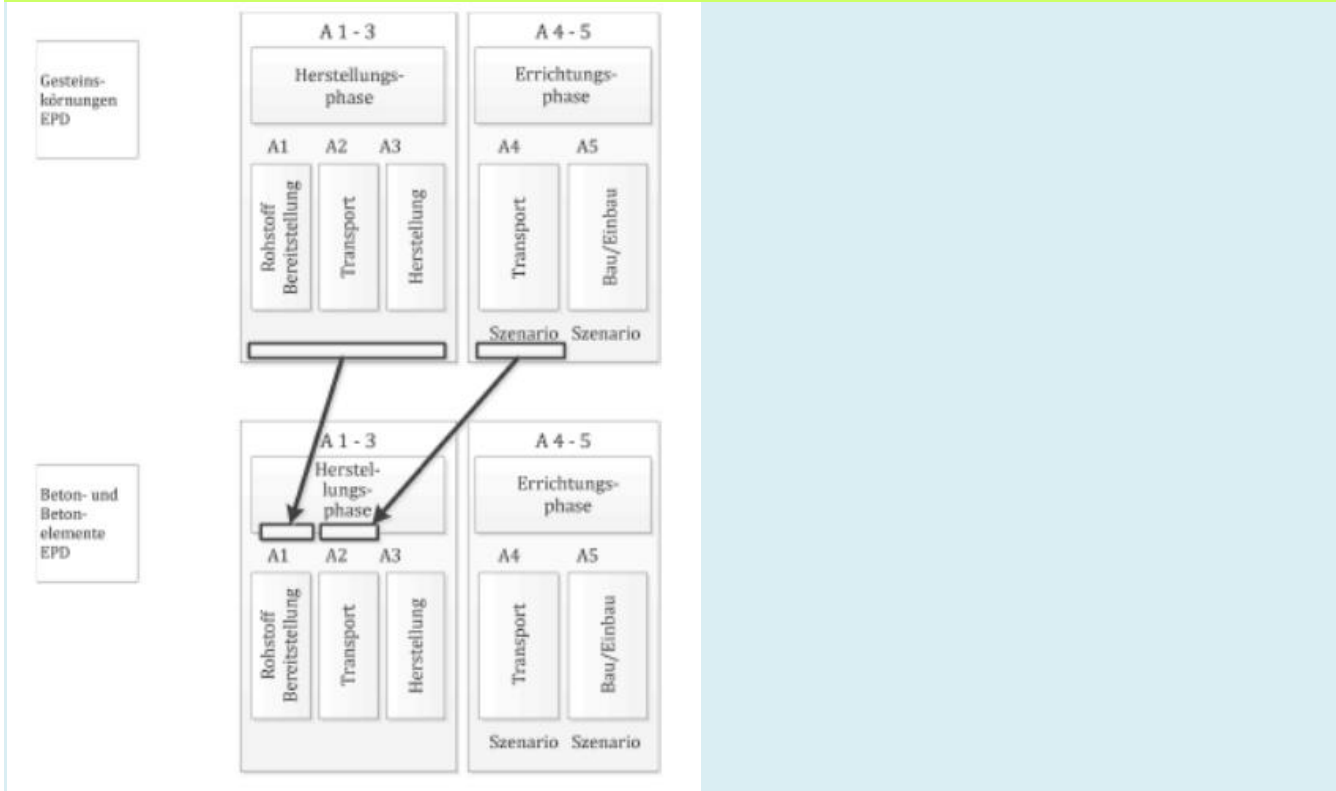 Gesteins-
körnungen
EPD
A 1 - 3
Herstellungs-
phase
A1 A2 A3
Rohstoff
Bereitstellung
Transport
Herstellung
A 4 - 5
Errichtungs-
phase
A4 A5
Transport
Bau/Einbau
Szenario Szenario
Beton- und
Beton-
elemente
EPD
A 1 - 3
Herstel-
lungs-
phase
A1 A2 A3
Rohstoff
Bereitstellung
Transport
Herstellung
A 4 - 5
Errichtungs-
phase
A4 A5
Transport
Bau/Einbau
Szenario Szenario